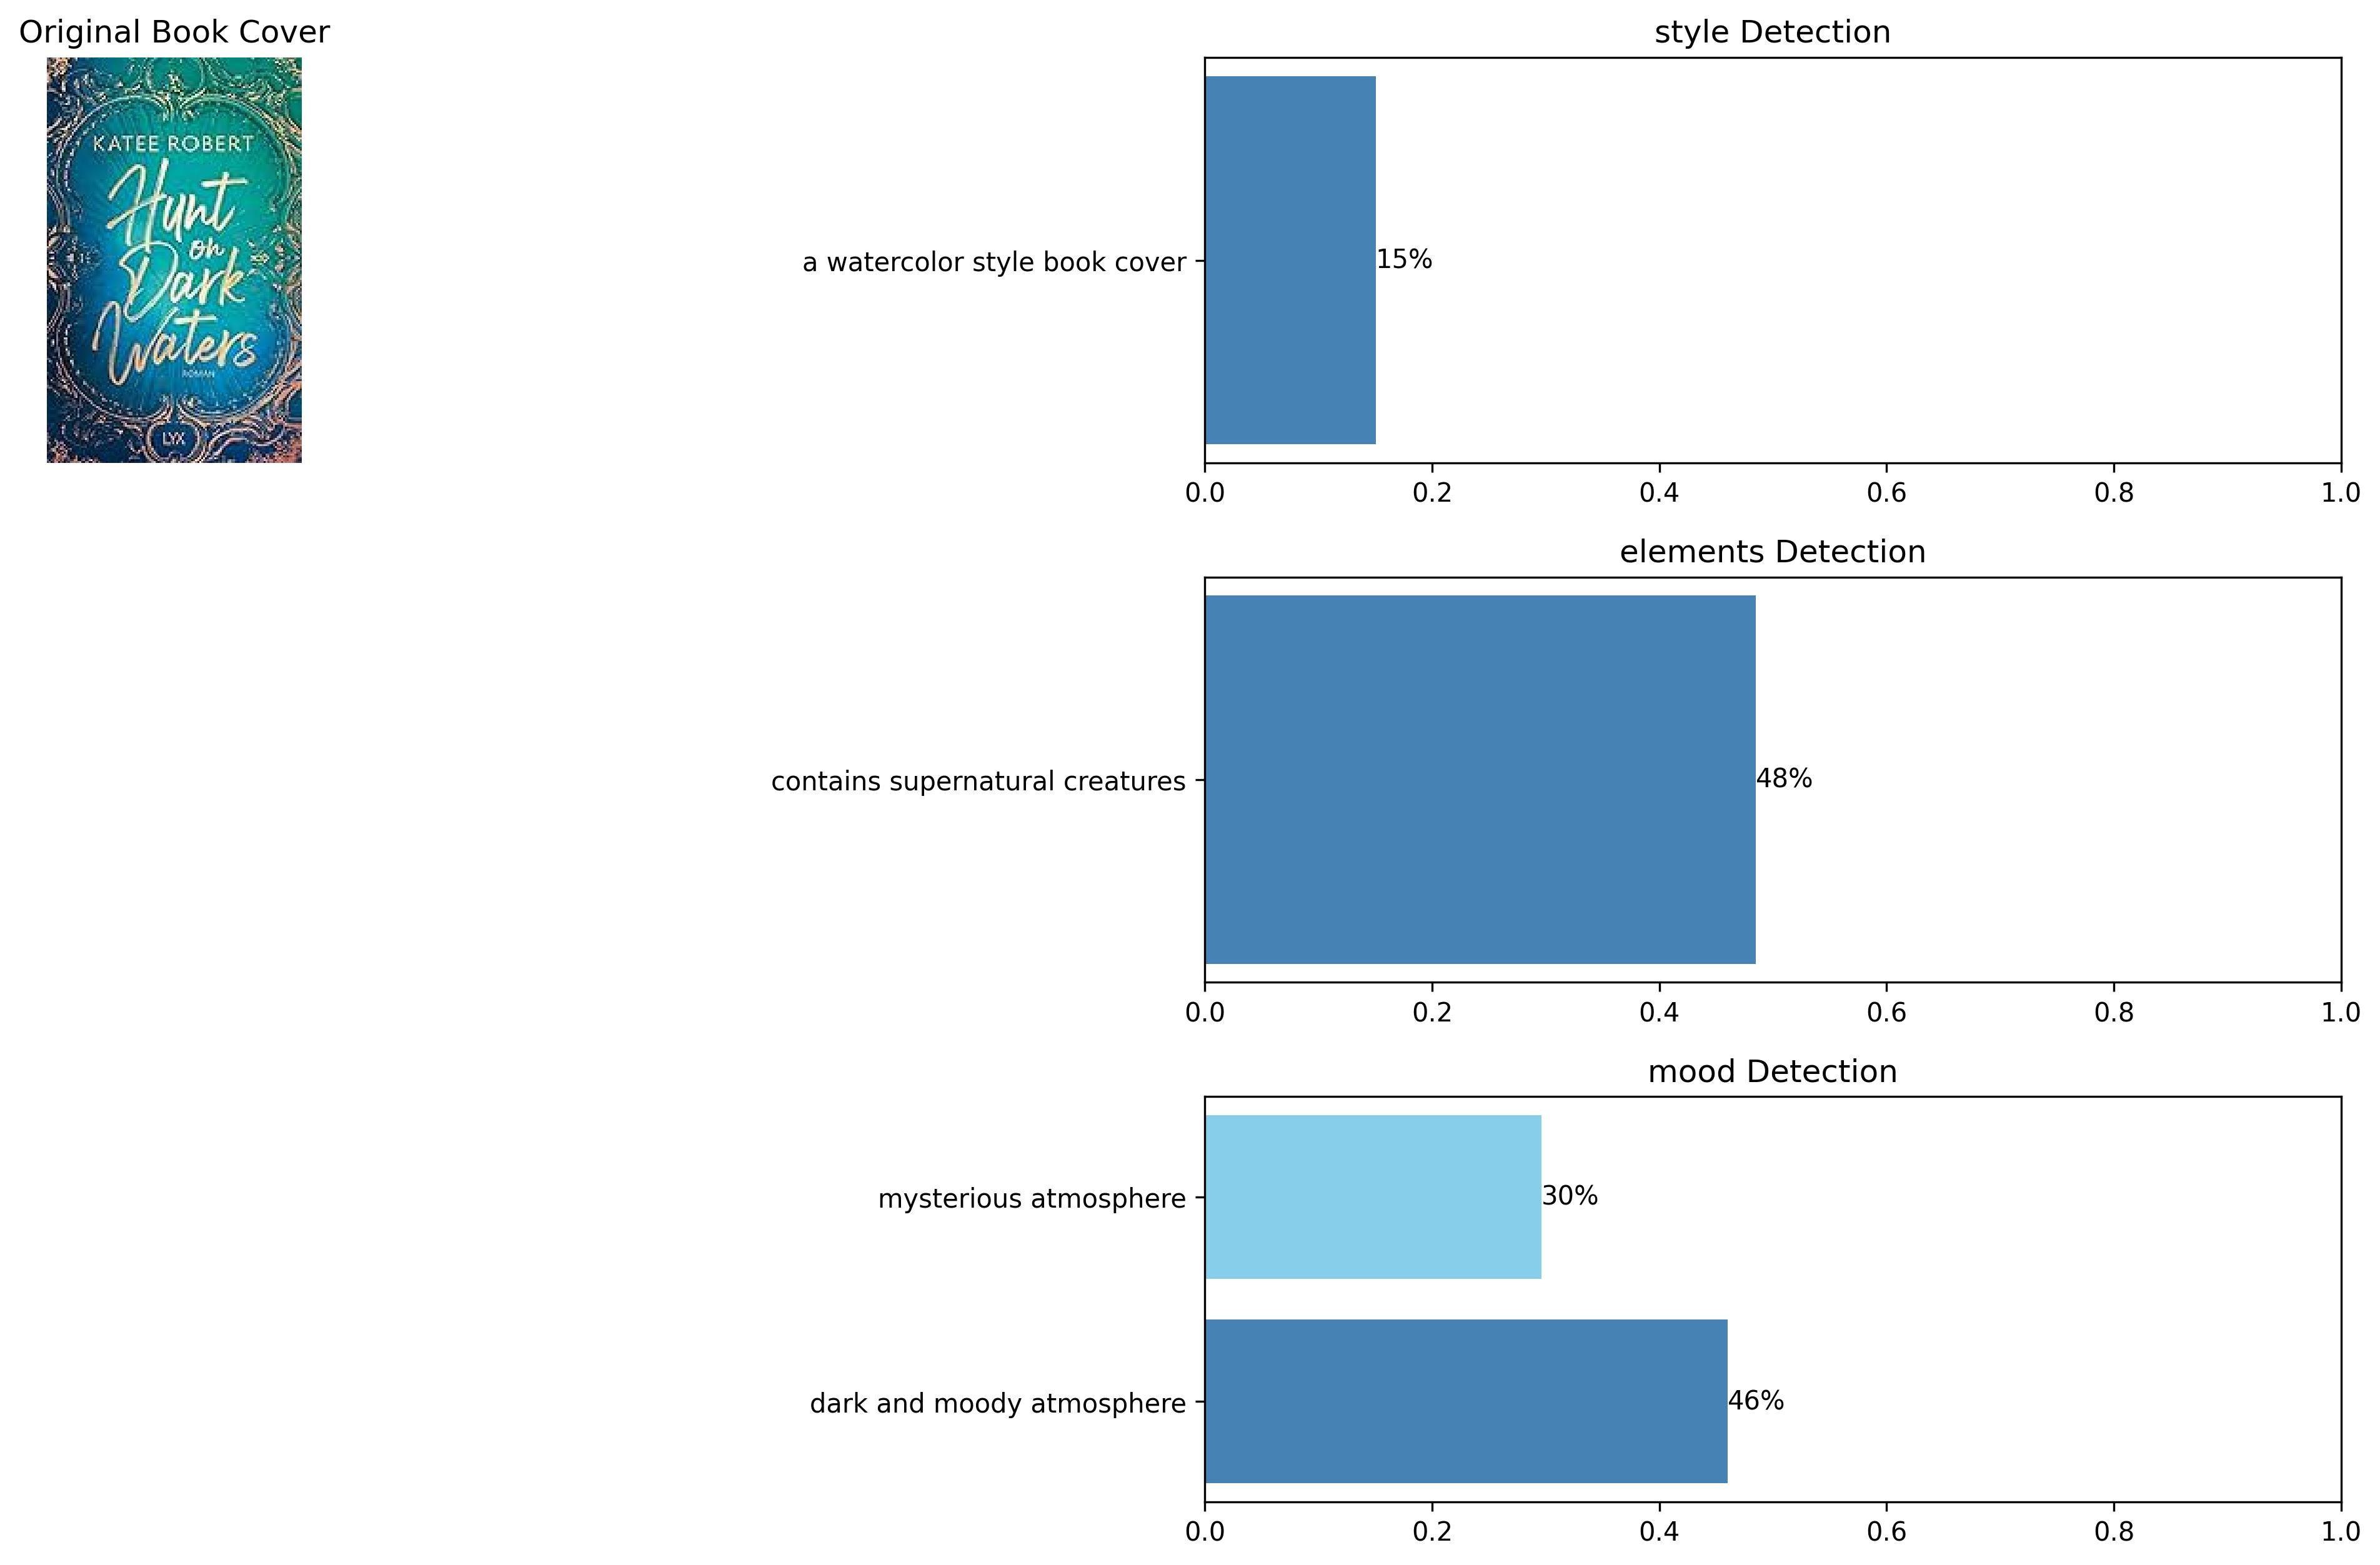 Original Book Cover
KATEE ROBERT
Hunt
on
Dark
Waters
ROMAN
LYX
style Detection
a watercolor style book cover
15%
0.0 0.2 0.4 0.6 0.8 1.0
elements Detection
contains supernatural creatures
48%
0.0 0.2 0.4 0.6 0.8 1.0
mood Detection
mysterious atmosphere
30%
dark and moody atmosphere
46%
0.0 0.2 0.4 0.6 0.8 1.0